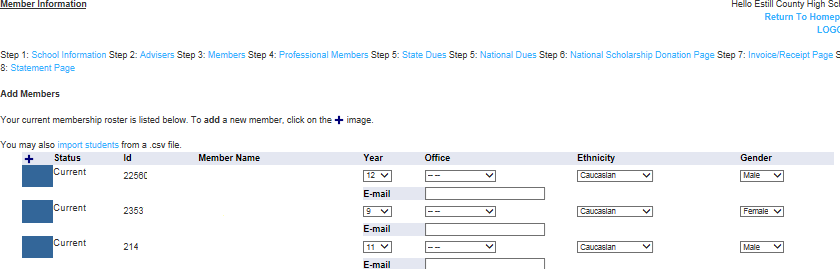 Member Information
Hello Estill County High Sc
Return To Homep
LOGO
Step 1: School Information Step 2: Advisers Step 3: Members Step 4: Professional Members Step 5: State Dues Step 5: National Dues Step 6: National Scholarship Donation Page Step 7: Invoice/Receipt Page S
8: Statement Page
Add Members
Your current membership roster is listed below. To add a new member, click on the + image.
You may also import students from a .csv file.
+ Status Id Member Name Year Office Ethnicity Gender
Current 2256 12 -- Caucasian Male
E-mail
Current 2353 9 -- Caucasian Female
E-mail
Current 214 11 -- Caucasian Male
E-mail